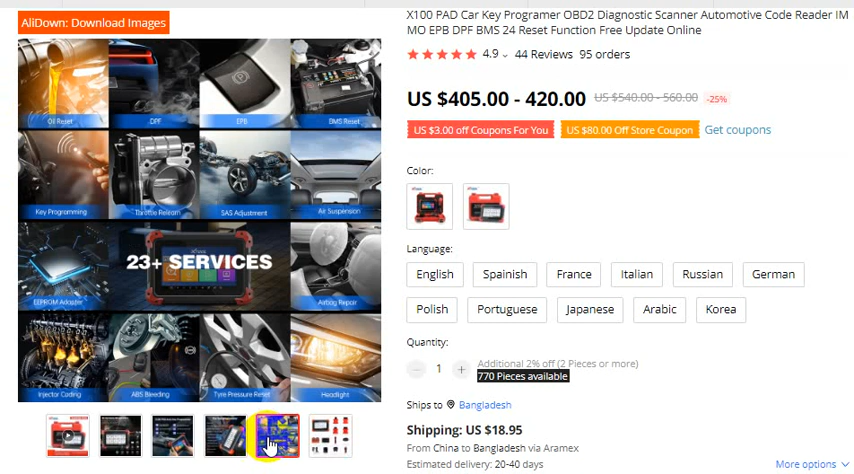 AliDown: Download Images
Oil Reset
DPF
EPB
BMS Reset
Key Programming
Throttle Relearn
SAS Adjustment
Air Suspension
23+ SERVICES
EEPROM Adapter
Airbag Repair
Injector Coding
ABS Bleeding
Tyre Pressure Reset
Headlight
X100 PAD Car Key Programer OBD2 Diagnostic Scanner Automotive Code Reader IM
MO EPB DPF BMS 24 Reset Function Free Update Online
4.9 44 Reviews 95 orders
US $405.00 - 420.00 US $540.00 - 560.00 -25%
US $3.00 off Coupons For You US $80.00 Off Store Coupon Get coupons
Color:
Language:
English Spainish France Italian Russian German
Polish Portuguese Japanese Arabic Korea
Quantity:
1 Additional 2% off (2 Pieces or more)
770 Pieces available
Ships to Bangladesh
Shipping: US $18.95
From China to Bangladesh via Aramex
Estimated delivery: 20-40 days
More options